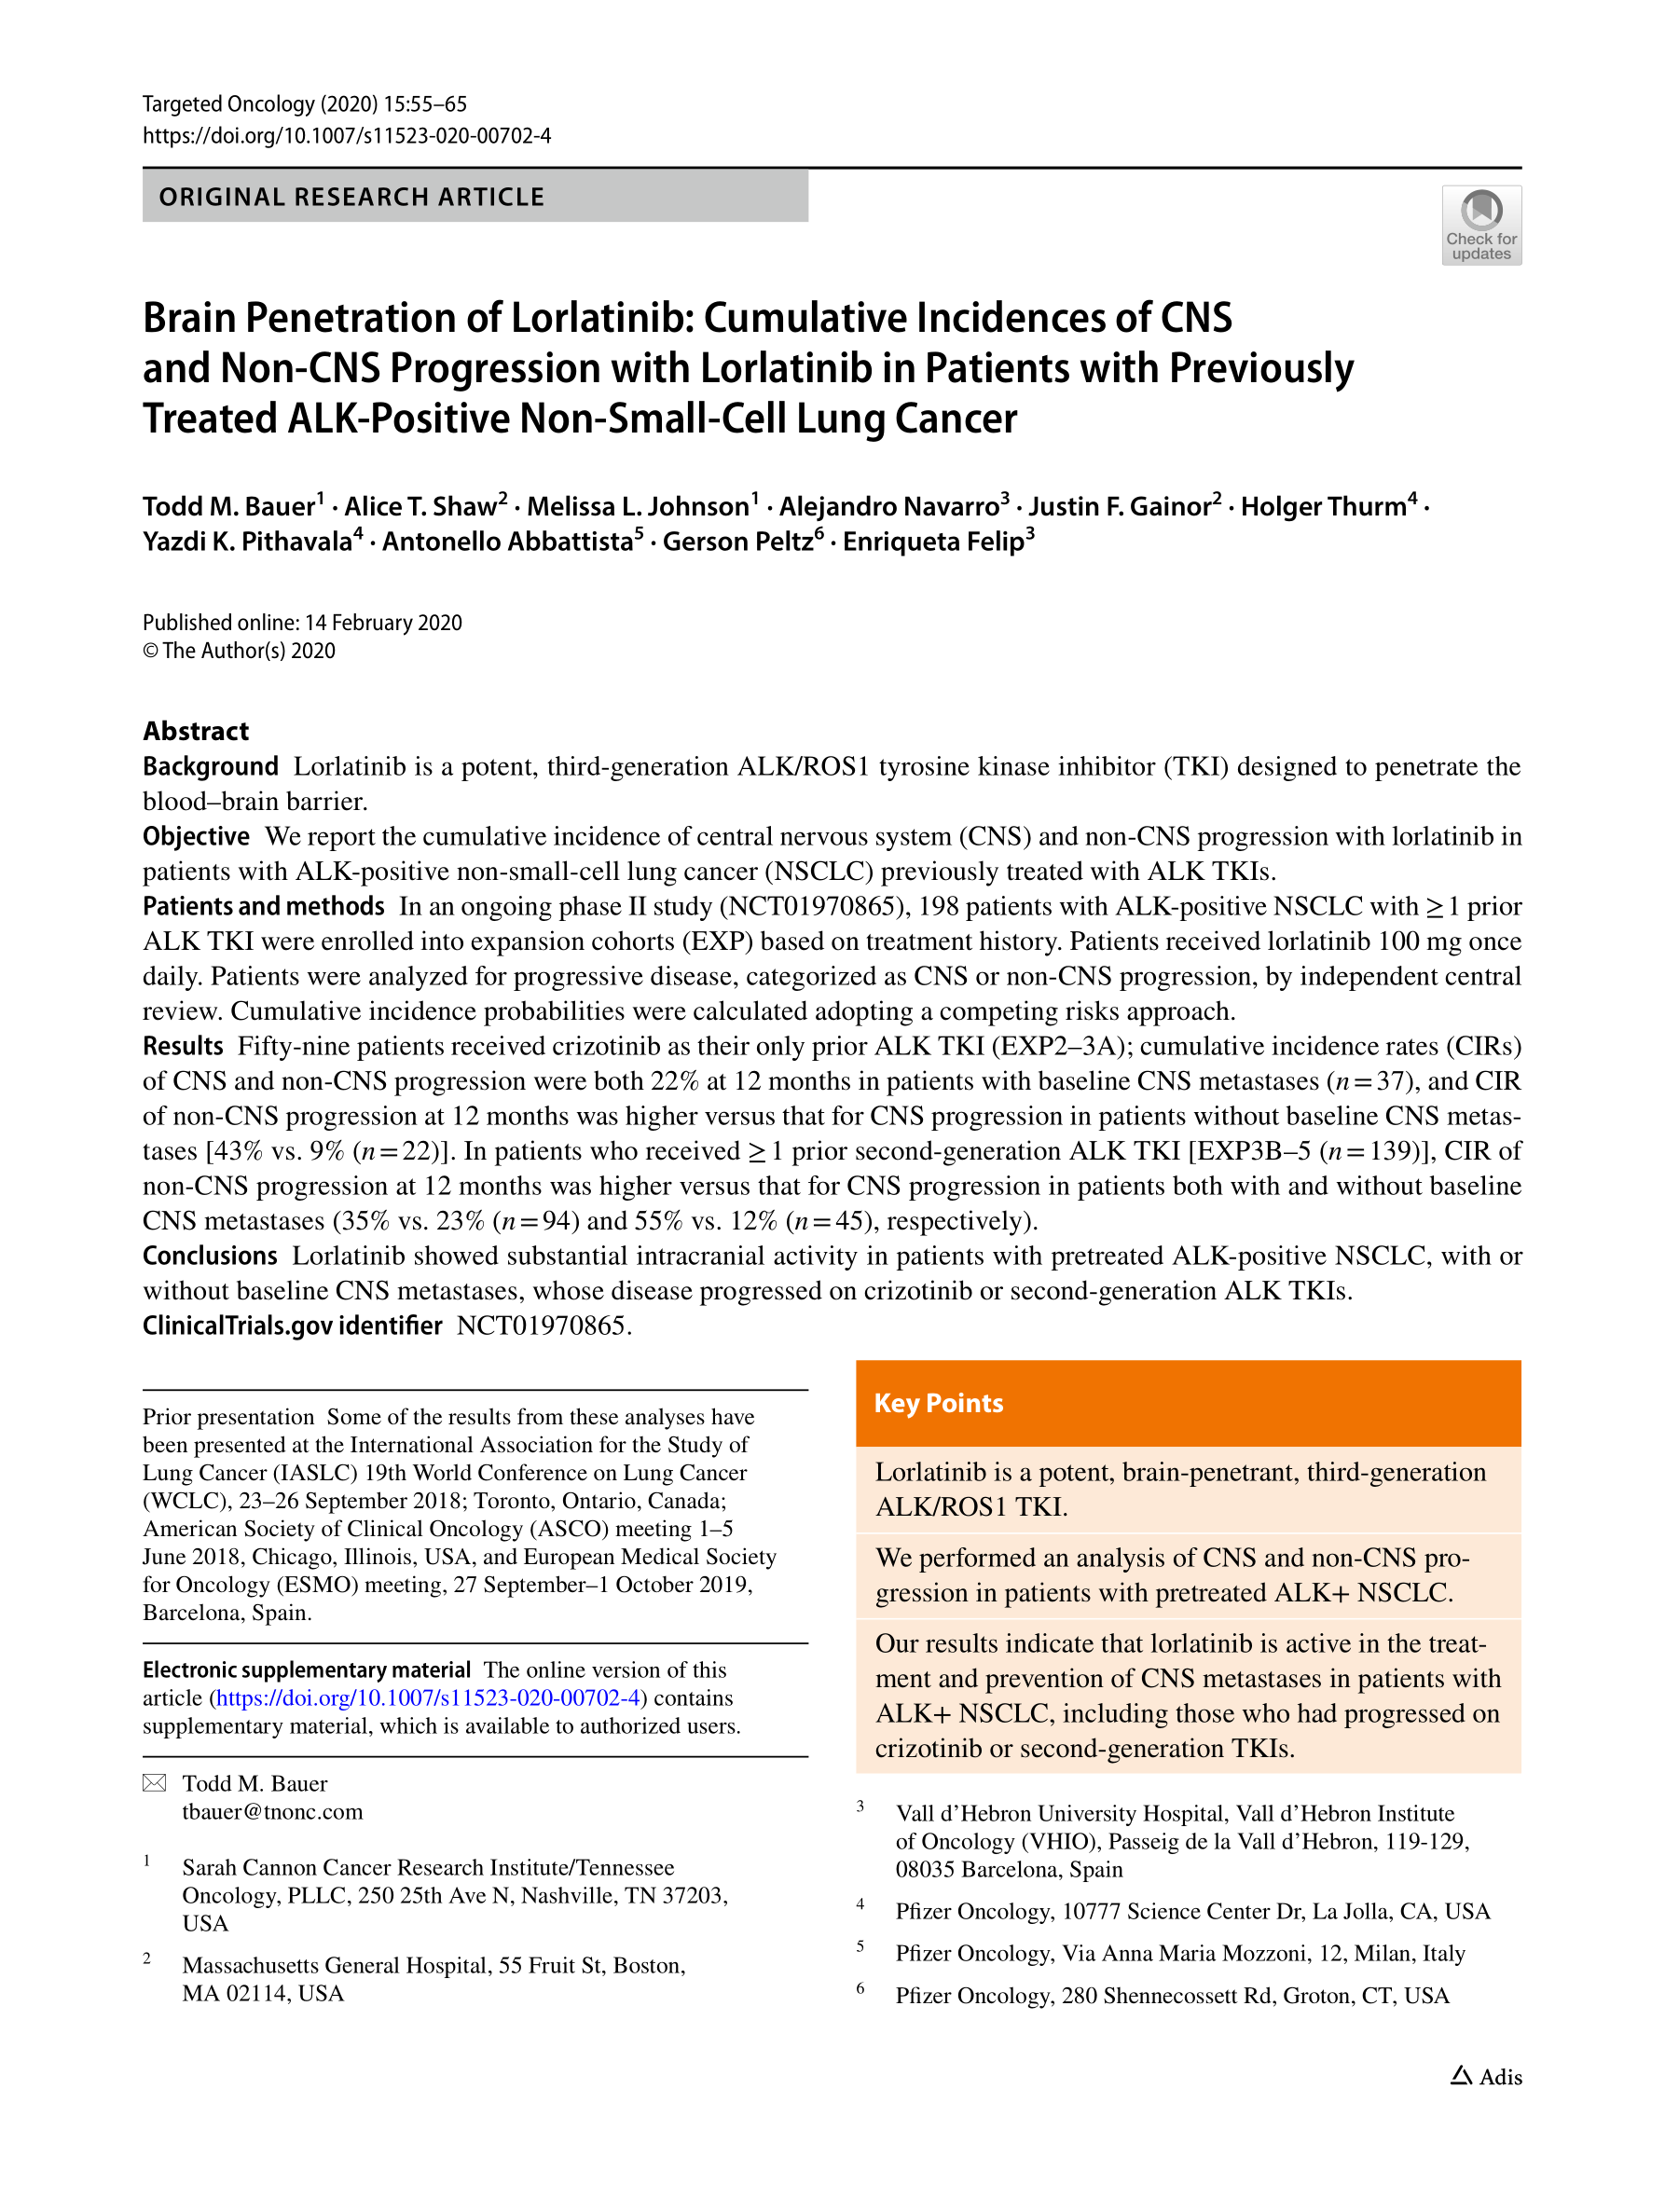 Targeted Oncology (2020) 15:55–65
https://doi.org/10.1007/s11523-020-00702-4
ORIGINAL RESEARCH ARTICLE
Check for
updates
Brain Penetration of Lorlatinib: Cumulative Incidences of CNS
and Non-CNS Progression with Lorlatinib in Patients with Previously
Treated ALK-Positive Non-Small-Cell Lung Cancer
Todd M. Bauer1 · Alice T. Shaw2 · Melissa L. Johnson1 · Alejandro Navarro3 · Justin F. Gainor2 · Holger Thurm4 ·
Yazdi K. Pithavala4 · Antonello Abbattista5 · Gerson Peltz6 · Enriqueta Felip3
Published online: 14 February 2020
© The Author(s) 2020
Abstract
Background Lorlatinib is a potent, third-generation ALK/ROS1 tyrosine kinase inhibitor (TKI) designed to penetrate the
blood–brain barrier.
Objective We report the cumulative incidence of central nervous system (CNS) and non-CNS progression with lorlatinib in
patients with ALK-positive non-small-cell lung cancer (NSCLC) previously treated with ALK TKIs.
Patients and methods In an ongoing phase II study (NCT01970865), 198 patients with ALK-positive NSCLC with ≥ 1 prior
ALK TKI were enrolled into expansion cohorts (EXP) based on treatment history. Patients received lorlatinib 100 mg once
daily. Patients were analyzed for progressive disease, categorized as CNS or non-CNS progression, by independent central
review. Cumulative incidence probabilities were calculated adopting a competing risks approach.
Results Fifty-nine patients received crizotinib as their only prior ALK TKI (EXP2–3A); cumulative incidence rates (CIRs)
of CNS and non-CNS progression were both 22% at 12 months in patients with baseline CNS metastases (n = 37), and CIR
of non-CNS progression at 12 months was higher versus that for CNS progression in patients without baseline CNS metas-
tases [43% vs. 9% (n = 22)]. In patients who received ≥ 1 prior second-generation ALK TKI [EXP3B–5 (n = 139)], CIR of
non-CNS progression at 12 months was higher versus that for CNS progression in patients both with and without baseline
CNS metastases (35% vs. 23% (n = 94) and 55% vs. 12% (n = 45), respectively).
Conclusions Lorlatinib showed substantial intracranial activity in patients with pretreated ALK-positive NSCLC, with or
without baseline CNS metastases, whose disease progressed on crizotinib or second-generation ALK TKIs.
ClinicalTrials.gov identifier NCT01970865.
Prior presentation Some of the results from these analyses have
been presented at the International Association for the Study of
Lung Cancer (IASLC) 19th World Conference on Lung Cancer
(WCLC), 23–26 September 2018; Toronto, Ontario, Canada;
American Society of Clinical Oncology (ASCO) meeting 1–5
June 2018, Chicago, Illinois, USA, and European Medical Society
for Oncology (ESMO) meeting, 27 September–1 October 2019,
Barcelona, Spain.
Electronic supplementary material The online version of this
article (https://doi.org/10.1007/s11523-020-00702-4) contains
supplementary material, which is available to authorized users.
Todd M. Bauer
tbauer@tnonc.com
1 Sarah Cannon Cancer Research Institute/Tennessee
Oncology, PLLC, 250 25th Ave N, Nashville, TN 37203,
USA
2 Massachusetts General Hospital, 55 Fruit St, Boston,
MA 02114, USA
Key Points
Lorlatinib is a potent, brain-penetrant, third-generation
ALK/ROS1 TKI.
We performed an analysis of CNS and non-CNS pro-
gression in patients with pretreated ALK+ NSCLC.
Our results indicate that lorlatinib is active in the treat-
ment and prevention of CNS metastases in patients with
ALK+ NSCLC, including those who had progressed on
crizotinib or second-generation TKIs.
3 Vall d’Hebron University Hospital, Vall d’Hebron Institute
of Oncology (VHIO), Passeig de la Vall d’Hebron, 119-129,
08035 Barcelona, Spain
4 Pfizer Oncology, 10777 Science Center Dr, La Jolla, CA, USA
5 Pfizer Oncology, Via Anna Maria Mozzoni, 12, Milan, Italy
6 Pfizer Oncology, 280 Shennecossett Rd, Groton, CT, USA
Adis